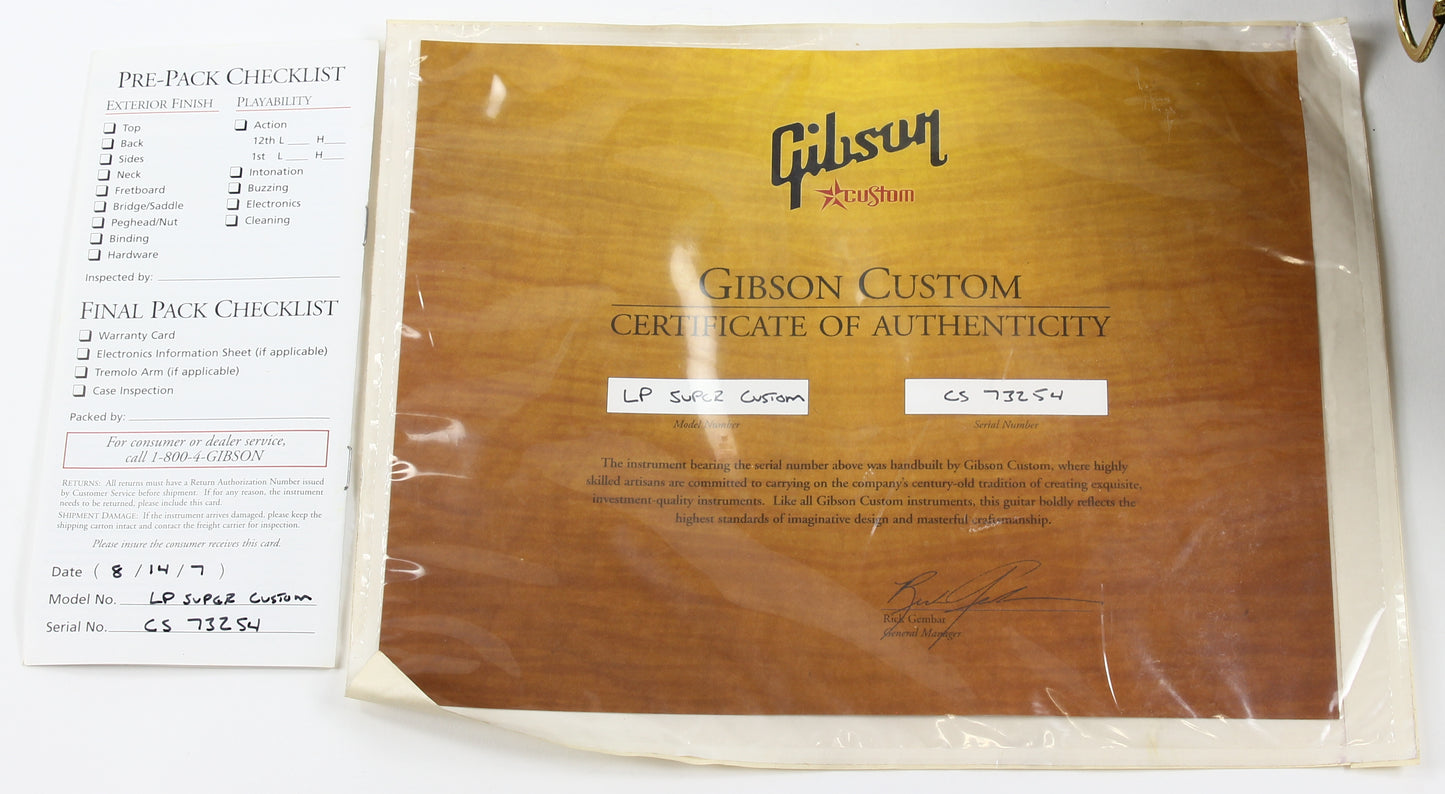 PRE-PACK CHECKLIST
EXTERIOR FINISH
Top
Back
Sides
Neck
Fretboard
Bridge/Saddle
Peghead/Nut
Binding
Hardware
PLAYABILITY
Action
12th L ___ H___
1st L ___ H___
Intonation
Buzzing
Electronics
Cleaning
Inspected by:
FINAL PACK CHECKLIST
Warranty Card
Electronics Information Sheet (if applicable)
Tremolo Arm (if applicable)
Case Inspection
Packed by:
For consumer or dealer service,
call 1-800-4-GIBSON
RETURNS: All returns must have a Return Authorization Number issued
by Customer Service before shipment. If for any reason, the instrument
needs to be returned, please include this card.
SHIPMENT DAMAGE: If the instrument arrives damaged, please keep the
shipping carton intact and contact the freight carrier for inspection.
Please insure the consumer receives this card.
Date ( 8 / 14 / 7 )
Model No. LP SUPER CUSTOM
Serial No. CS 73254
Gibson
custom
GIBSON CUSTOM
CERTIFICATE OF AUTHENTICITY
LP SUPER CUSTOM
Model Number
CS 73254
Serial Number
The instrument bearing the serial number above was handbuilt by Gibson Custom, where highly
skilled artisans are committed to carrying on the company's century-old tradition of creating exquisite,
investment-quality instruments. Like all Gibson Custom instruments, this guitar boldly reflects the
highest standards of imaginative design and masterful craftsmanship.
Rick Gembar
General Manager